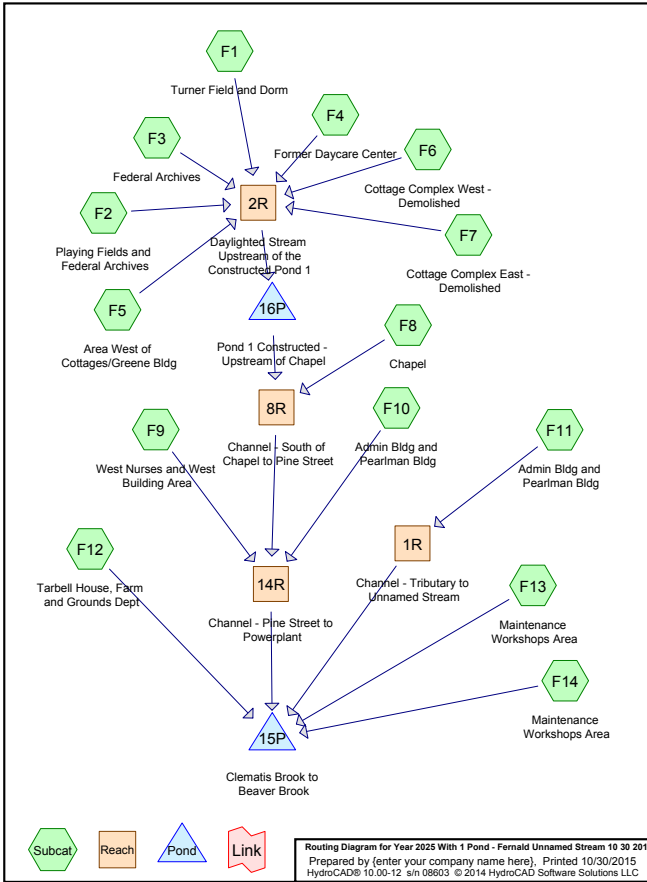 F1
Turner Field and Dorm
F4
Former Daycare Center
F3
Federal Archives
F6
Cottage Complex West -
Demolished
2R
Daylighted Stream
Upstream of the
Constructed Pond 1
F2
Playing Fields and
Federal Archives
F7
Cottage Complex East -
Demolished
F5
Area West of
Cottages/Greene Bldg
16P
Pond 1 Constructed -
Upstream of Chapel
F8
Chapel
8R
Channel - South of
Chapel to Pine Street
F9
West Nurses and West
Building Area
F10
Admin Bldg and
Pearlman Bldg
F11
Admin Bldg and
Pearlman Bldg
F12
Tarbell House, Farm
and Grounds Dept
14R
Channel - Pine Street to
Powerplant
1R
Channel - Tributary to
Unnamed Stream
F13
Maintenance
Workshops Area
F14
Maintenance
Workshops Area
15P
Clematis Brook to
Beaver Brook
Subcat
Reach
Pond
Link
Routing Diagram for Year 2025 With 1 Pond - Fernald Unnamed Stream 10 30 201
Prepared by {enter your company name here}, Printed 10/30/2015
HydroCAD® 10.00-12 s/n 08603 © 2014 HydroCAD Software Solutions LLC